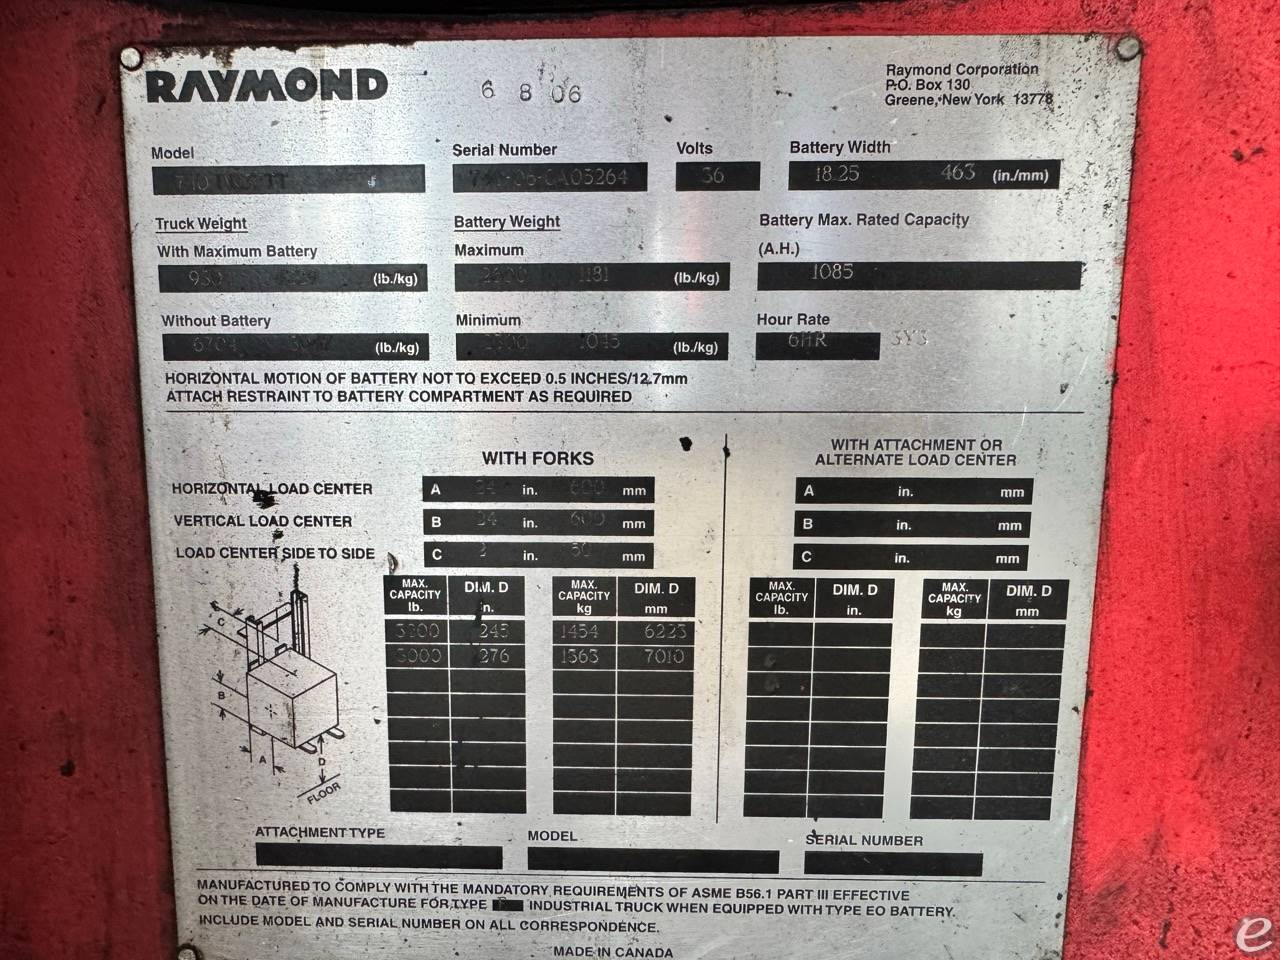 RAYMOND
6 8 06
Raymond Corporation
P.O. Box 130
Greene, New York 13778
Model
Serial Number
Volts
36
Battery Width
18.25 463 (in./mm)
Truck Weight
Battery Weight
Battery Max. Rated Capacity
With Maximum Battery
Maximum
(A.H.)
(lb./kg)
1181 (lb./kg)
1085
Without Battery
Minimum
Hour Rate
(lb./kg)
1043 (lb./kg)
6HR
HORIZONTAL MOTION OF BATTERY NOT TO EXCEED 0.5 INCHES/12.7mm
ATTACH RESTRAINT TO BATTERY COMPARTMENT AS REQUIRED
WITH FORKS
WITH ATTACHMENT OR
ALTERNATE LOAD CENTER
HORIZONTAL LOAD CENTER A 24 in. 600 mm
A in. mm
VERTICAL LOAD CENTER B 24 in. 600 mm
B in. mm
LOAD CENTER SIDE TO SIDE C 2 in. 50 mm
C in. mm
MAX. CAPACITY lb. DIM. D in. MAX. CAPACITY kg DIM. D mm
MAX. CAPACITY lb. DIM. D in. MAX. CAPACITY kg DIM. D mm
245 1454 6223
3000 276 1363 7010
C
B
A
D
FLOOR
ATTACHMENT TYPE
MODEL
SERIAL NUMBER
MANUFACTURED TO COMPLY WITH THE MANDATORY REQUIREMENTS OF ASME B56.1 PART III EFFECTIVE
ON THE DATE OF MANUFACTURE FOR TYPE E INDUSTRIAL TRUCK WHEN EQUIPPED WITH TYPE EO BATTERY.
INCLUDE MODEL AND SERIAL NUMBER ON ALL CORRESPONDENCE.
MADE IN CANADA
e